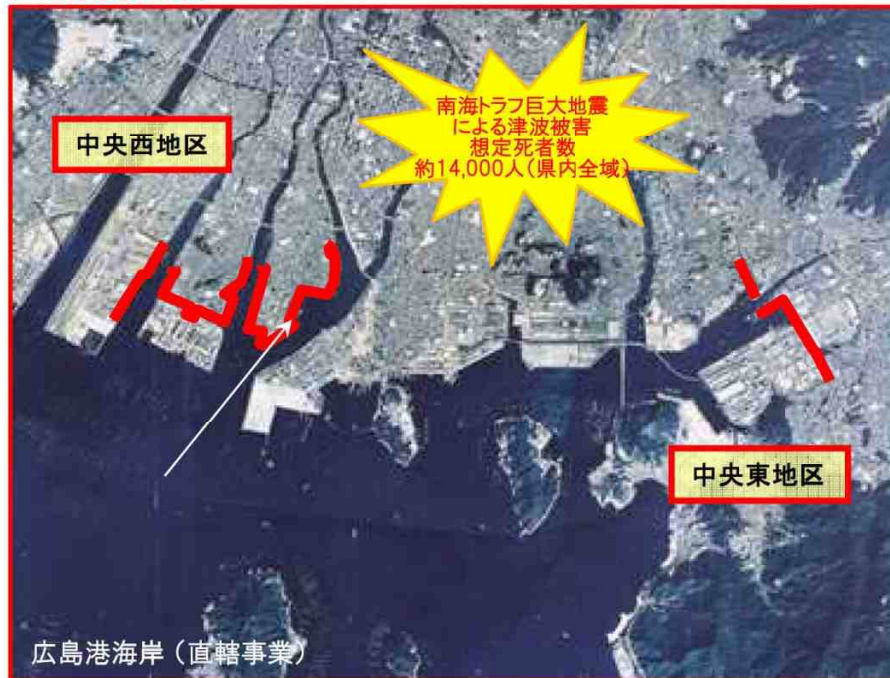 南海トラフ巨大地震
による津波被害
想定死者数
約14,000人（県内全域）
中央西地区
中央東地区
広島港海岸（直轄事業）